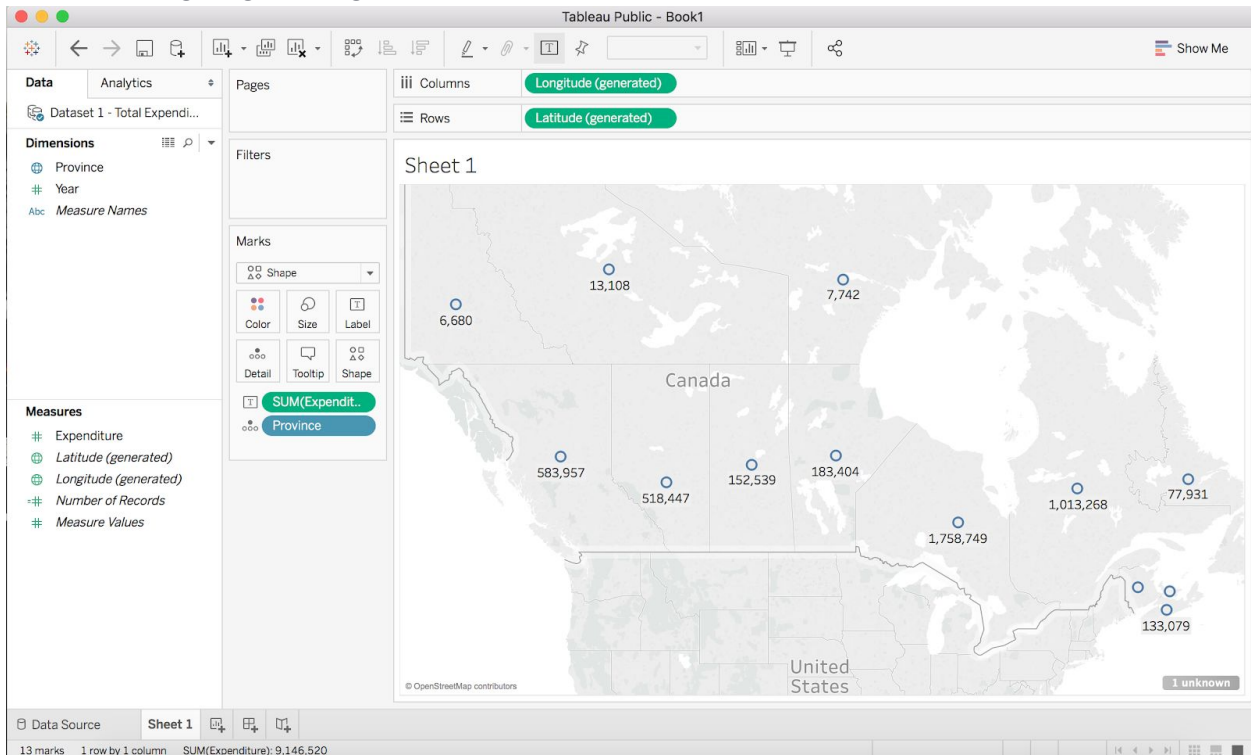 Tableau Public - Book1
Show Me
Data
Analytics
Dataset 1 - Total Expendi...
Dimensions
Province
Year
Abc Measure Names
Measures
Expenditure
Latitude (generated)
Longitude (generated)
Number of Records
Measure Values
Pages
Filters
Marks
Shape
Color Size Label
Detail Tooltip Shape
SUM(Expendit..
Province
Columns Longitude (generated)
Rows Latitude (generated)
Sheet 1
13,108
7,742
6,680
Canada
583,957
518,447
152,539
183,404
1,013,268
77,931
1,758,749
133,079
United
States
© OpenStreetMap contributors
1 unknown
Data Source
Sheet 1
13 marks 1 row by 1 column SUM(Expenditure): 9,146,520